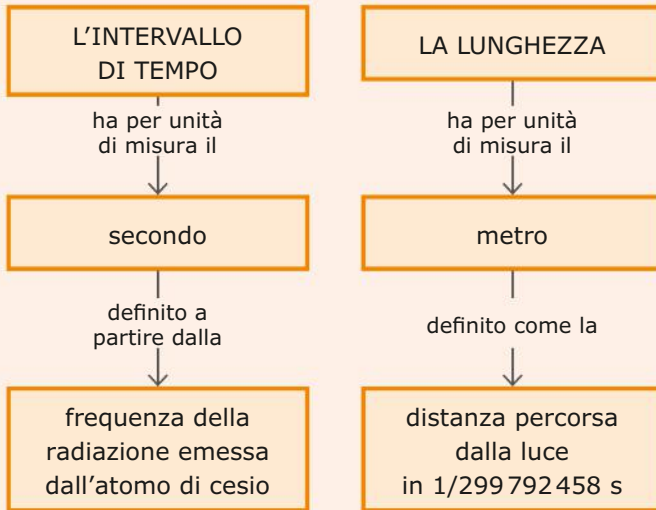 L’INTERVALLO
DI TEMPO
ha per unità
di misura il
secondo
definito a
partire dalla
frequenza della
radiazione emessa
dall’atomo di cesio
LA LUNGHEZZA
ha per unità
di misura il
metro
definito come la
distanza percorsa
dalla luce
in 1/299 792 458 s